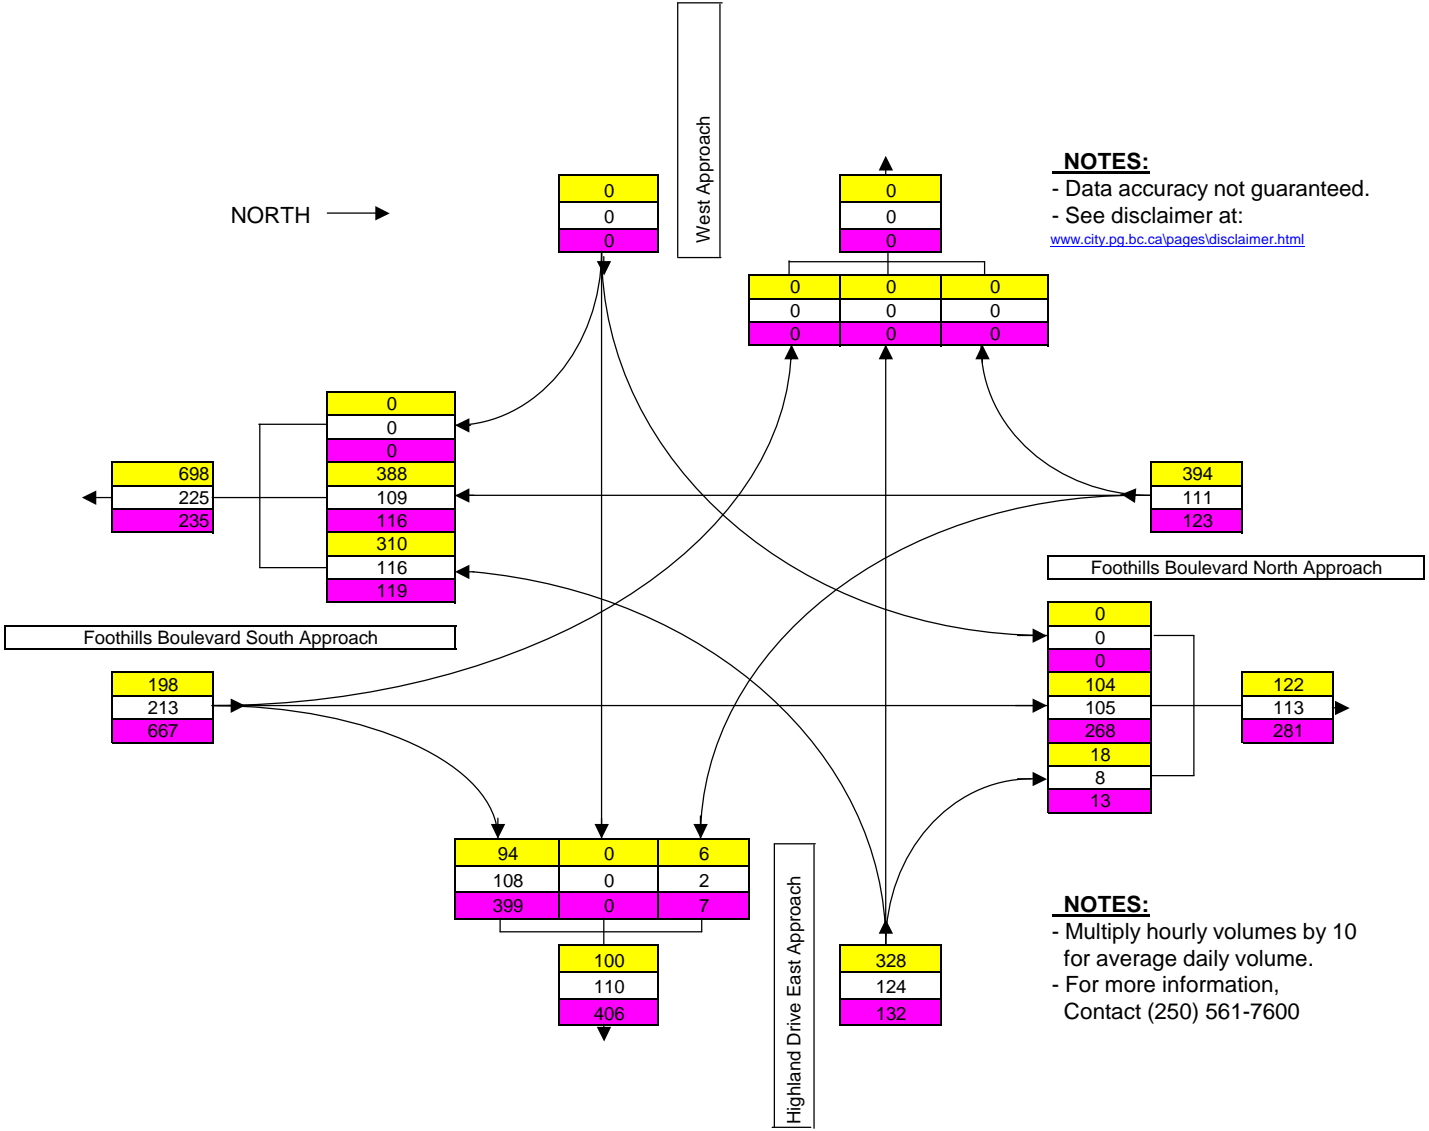 West Approach
NOTES:
- Data accuracy not guaranteed.
- See disclaimer at:
www.city.pg.bc.ca\pages\disclaimer.html
NORTH
0
0
0
0
0
0
0 0 0
0 0 0
0 0 0
0
0
0
388
109
116
310
116
119
698
225
235
394
111
123
Foothills Boulevard North Approach
Foothills Boulevard South Approach
198
213
667
0
0
0
104
105
268
18
8
13
122
113
281
94 0 6
108 0 2
399 0 7
100
110
406
Highland Drive East Approach
328
124
132
NOTES:
- Multiply hourly volumes by 10
for average daily volume.
- For more information,
Contact (250) 561-7600